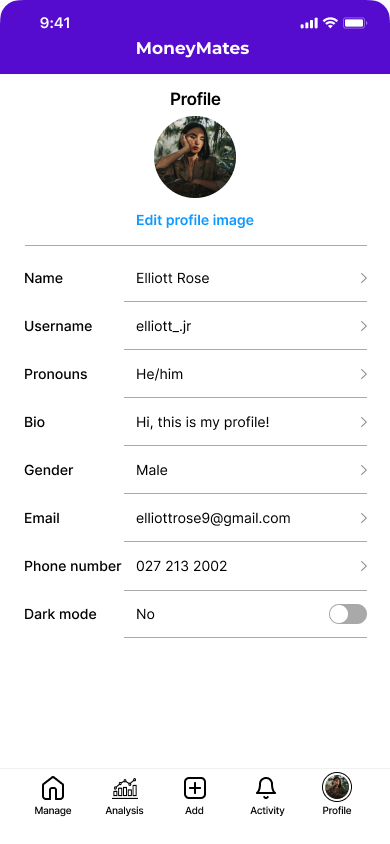 9:41
MoneyMates
Profile
Edit profile image
Name Elliott Rose
Username elliott_.jr
Pronouns He/him
Bio Hi, this is my profile!
Gender Male
Email elliottrose9@gmail.com
Phone number 027 213 2002
Dark mode No
Manage Analysis Add Activity Profile